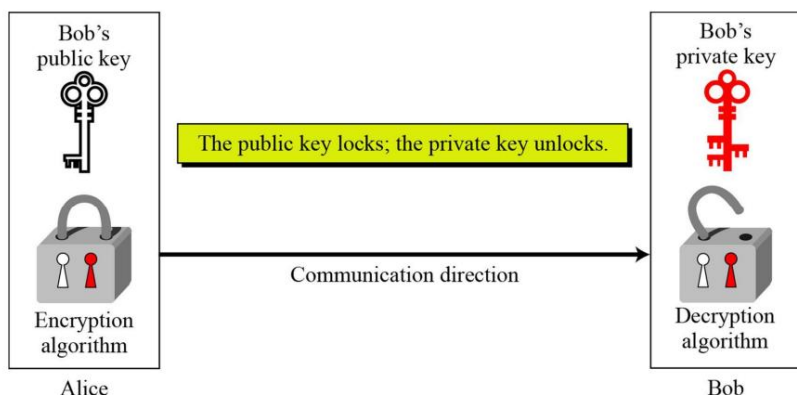 Bob's
public key
Bob's
private key
The public key locks; the private key unlocks.
Communication direction
Encryption
algorithm
Decryption
algorithm
Alice
Bob